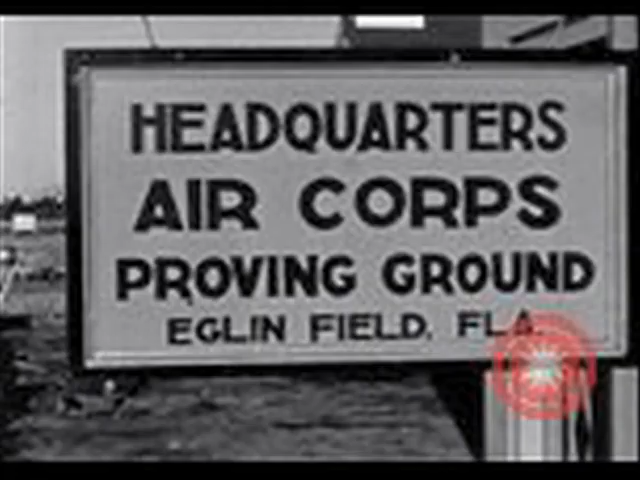 HEADQUARTERS
AIR CORPS
PROVING GROUND
EGLIN FIELD, FLA.